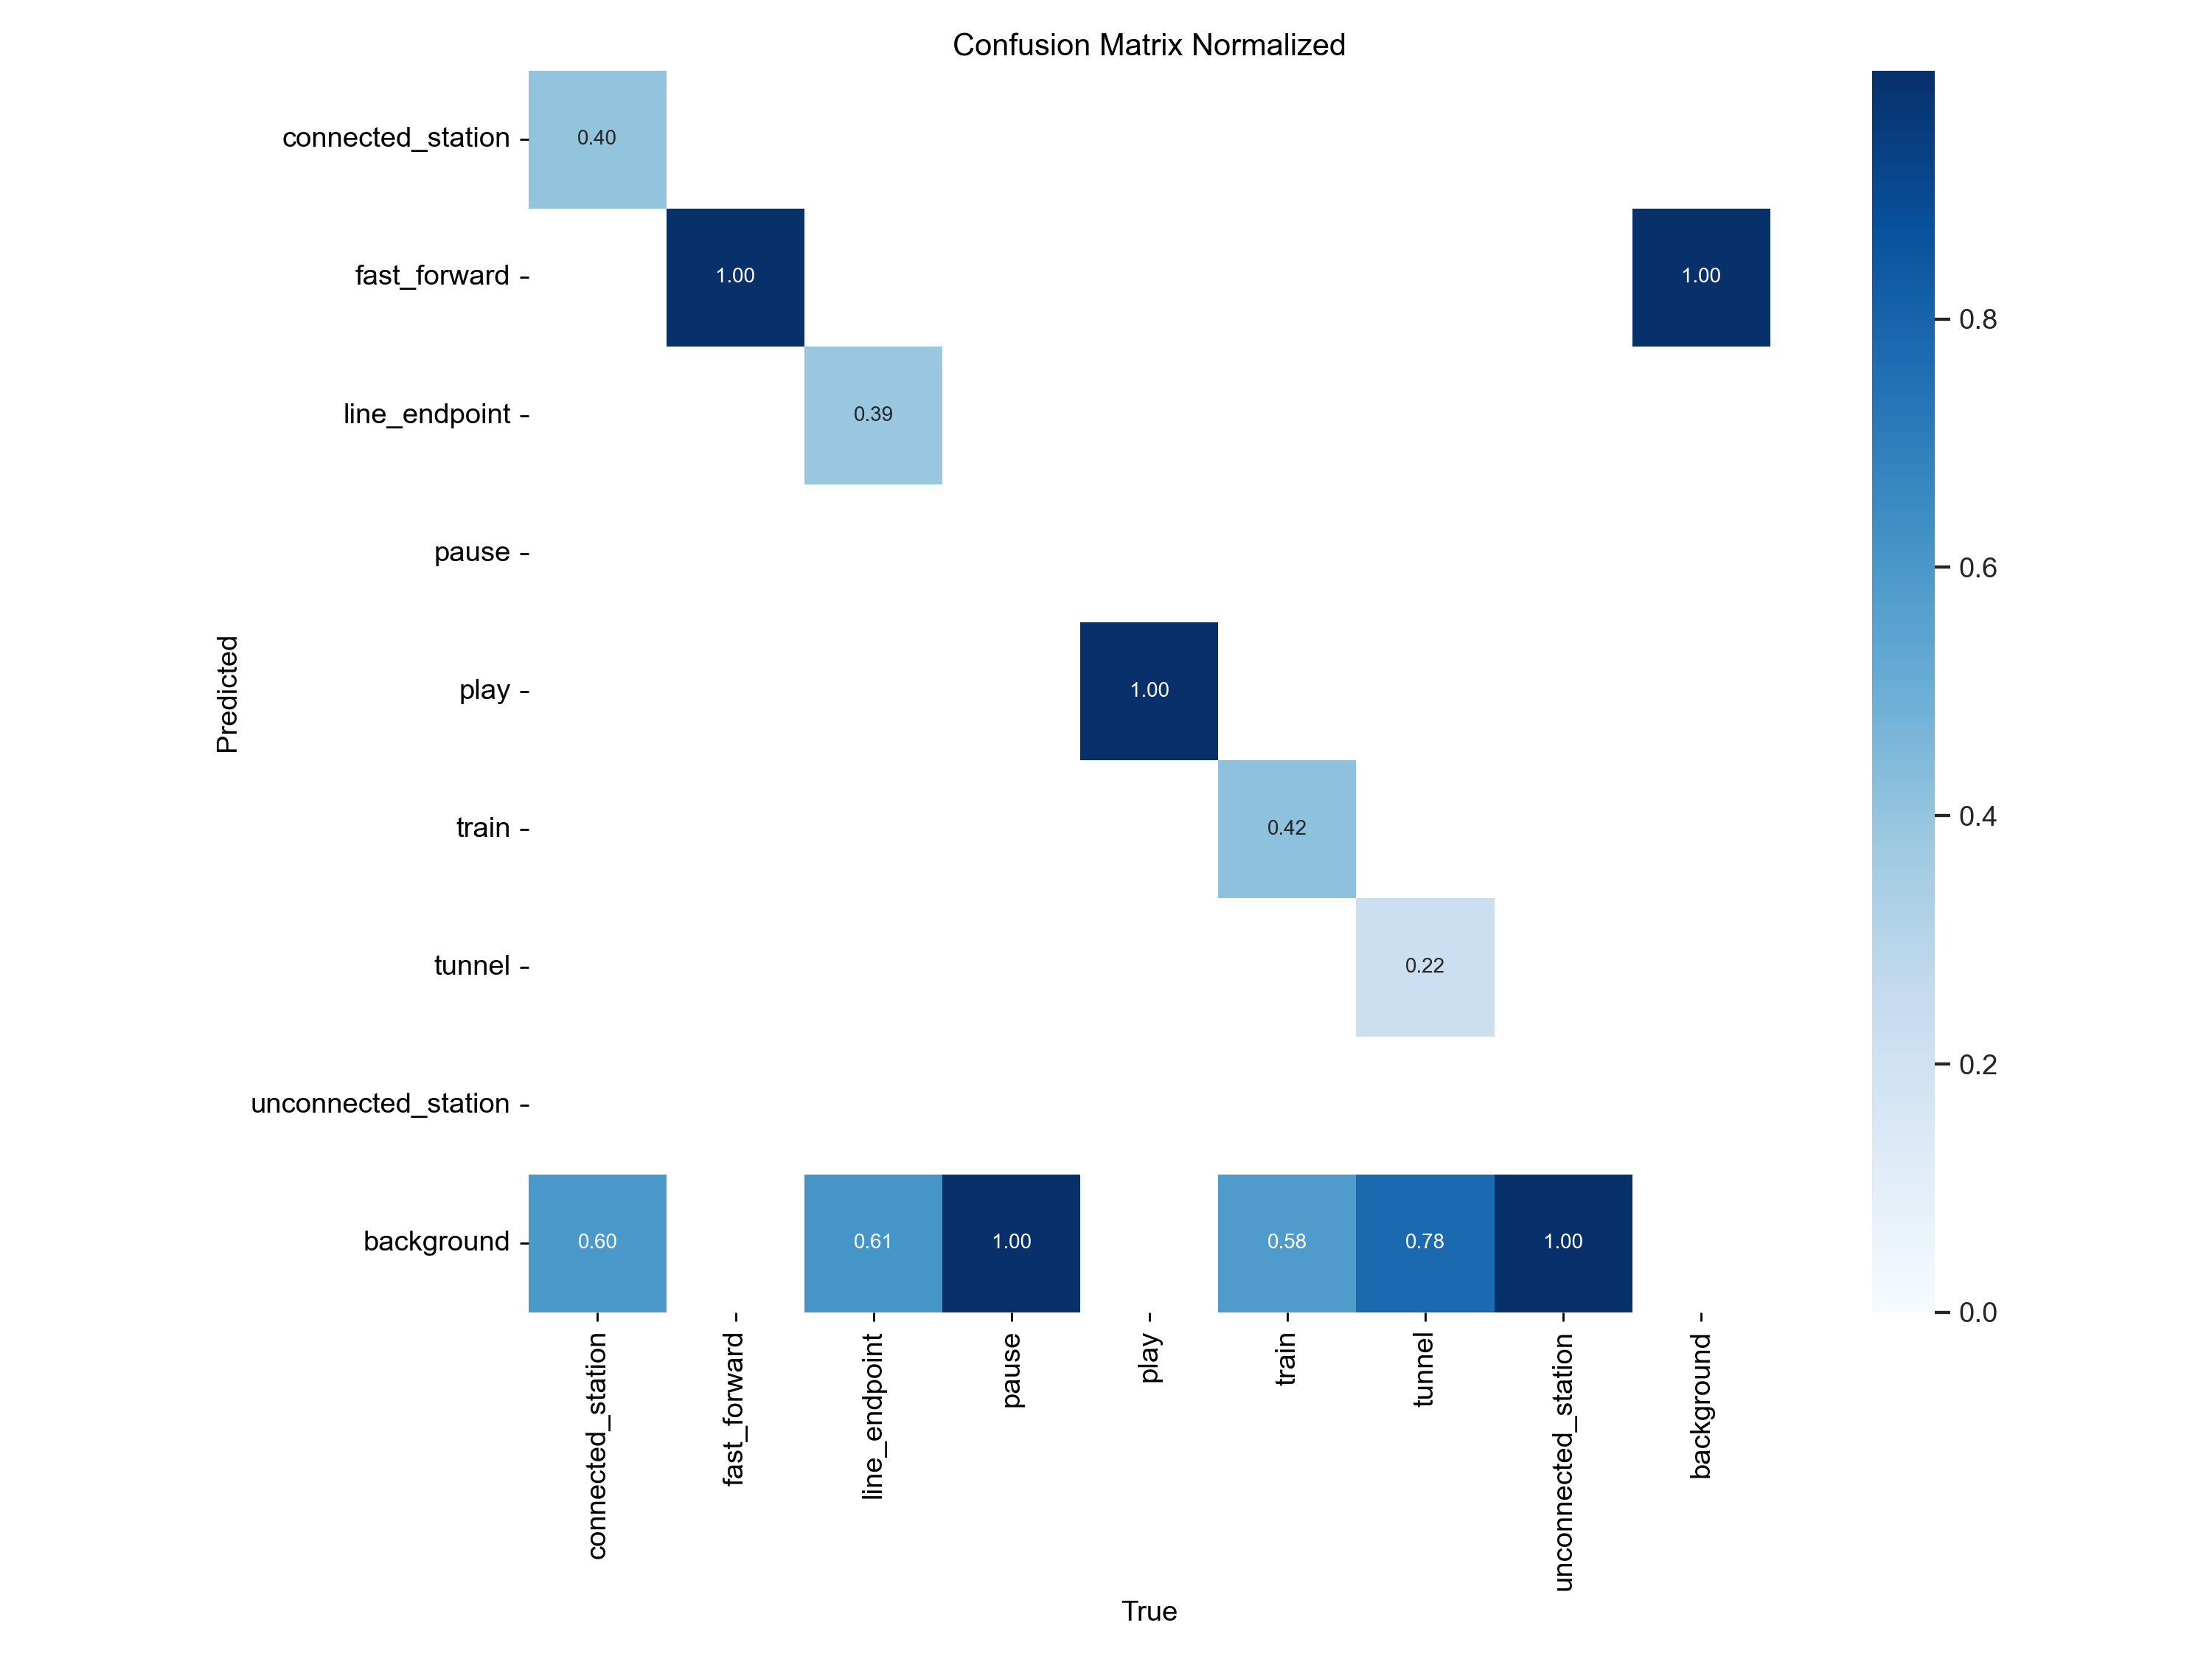 Confusion Matrix Normalized
connected_station
0.40
fast_forward
1.00
1.00
line_endpoint
0.39
pause
play
1.00
train
0.42
tunnel
0.22
unconnected_station
background
0.60
0.61
1.00
0.58
0.78
1.00
Predicted
connected_station
fast_forward
line_endpoint
pause
play
train
tunnel
unconnected_station
background
True
0.8
0.6
0.4
0.2
0.0